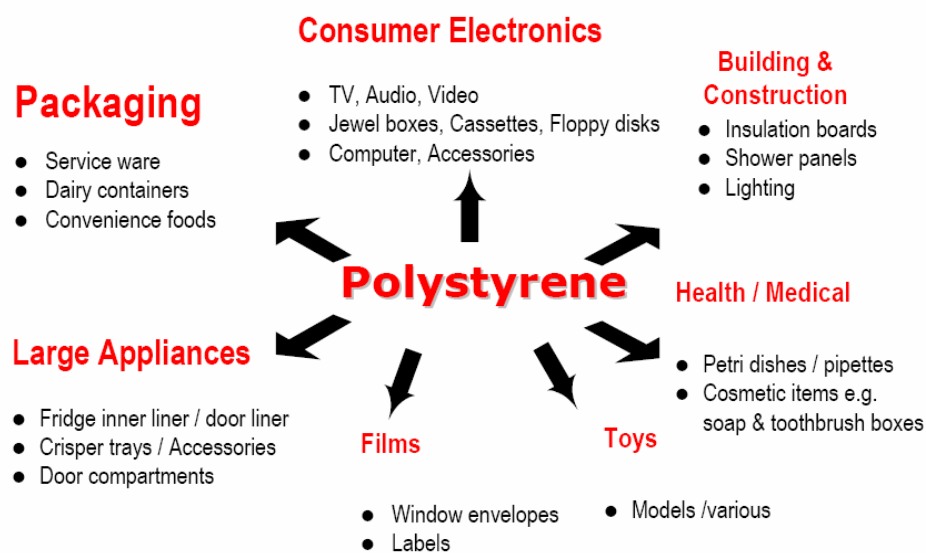 Consumer Electronics
● TV, Audio, Video
● Jewel boxes, Cassettes, Floppy disks
● Computer, Accessories
Packaging
● Service ware
● Dairy containers
● Convenience foods
Building &
Construction
● Insulation boards
● Shower panels
● Lighting
Polystyrene
Health / Medical
● Petri dishes / pipettes
● Cosmetic items e.g.
soap & toothbrush boxes
Large Appliances
● Fridge inner liner / door liner
● Crisper trays / Accessories
● Door compartments
Films
● Window envelopes
● Labels
Toys
● Models /various